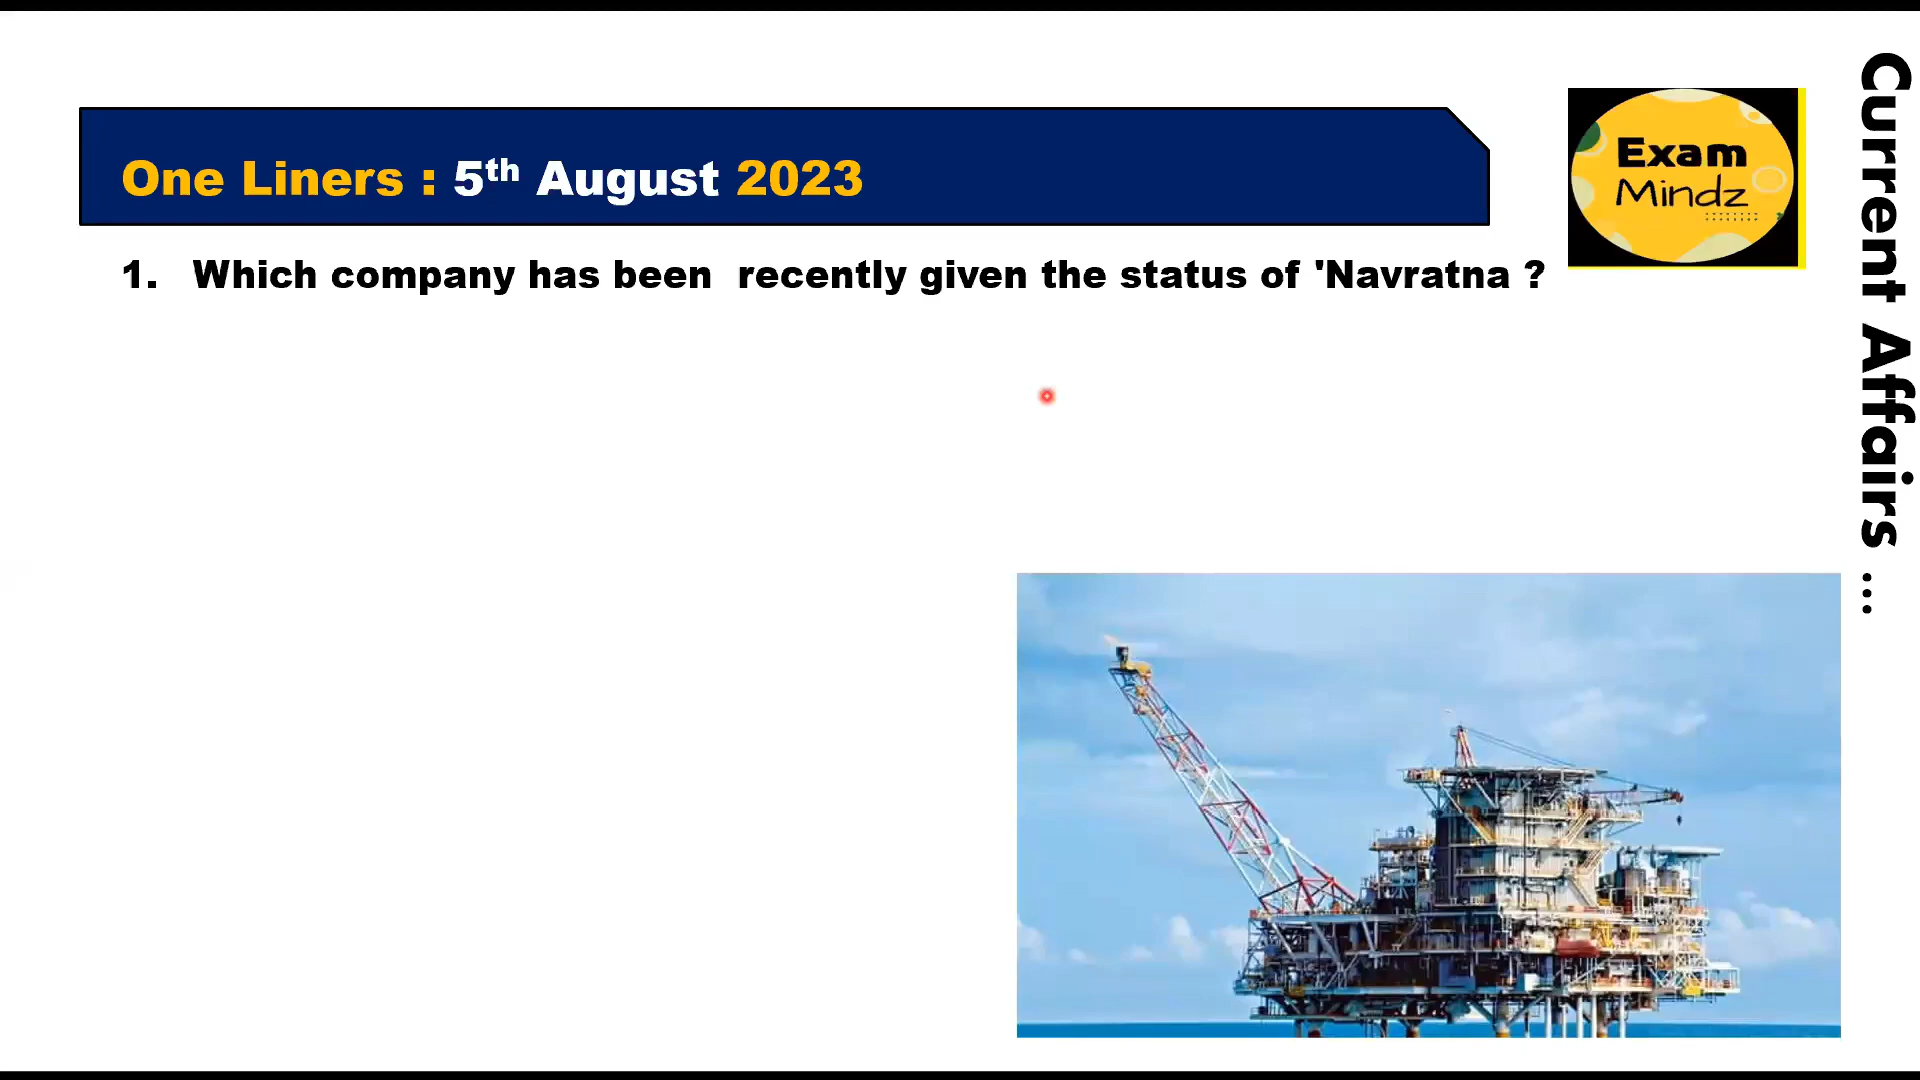 One Liners : 5th August 2023
Exam
Mindz
1. Which company has been recently given the status of 'Navratna ?
Current Affairs ...